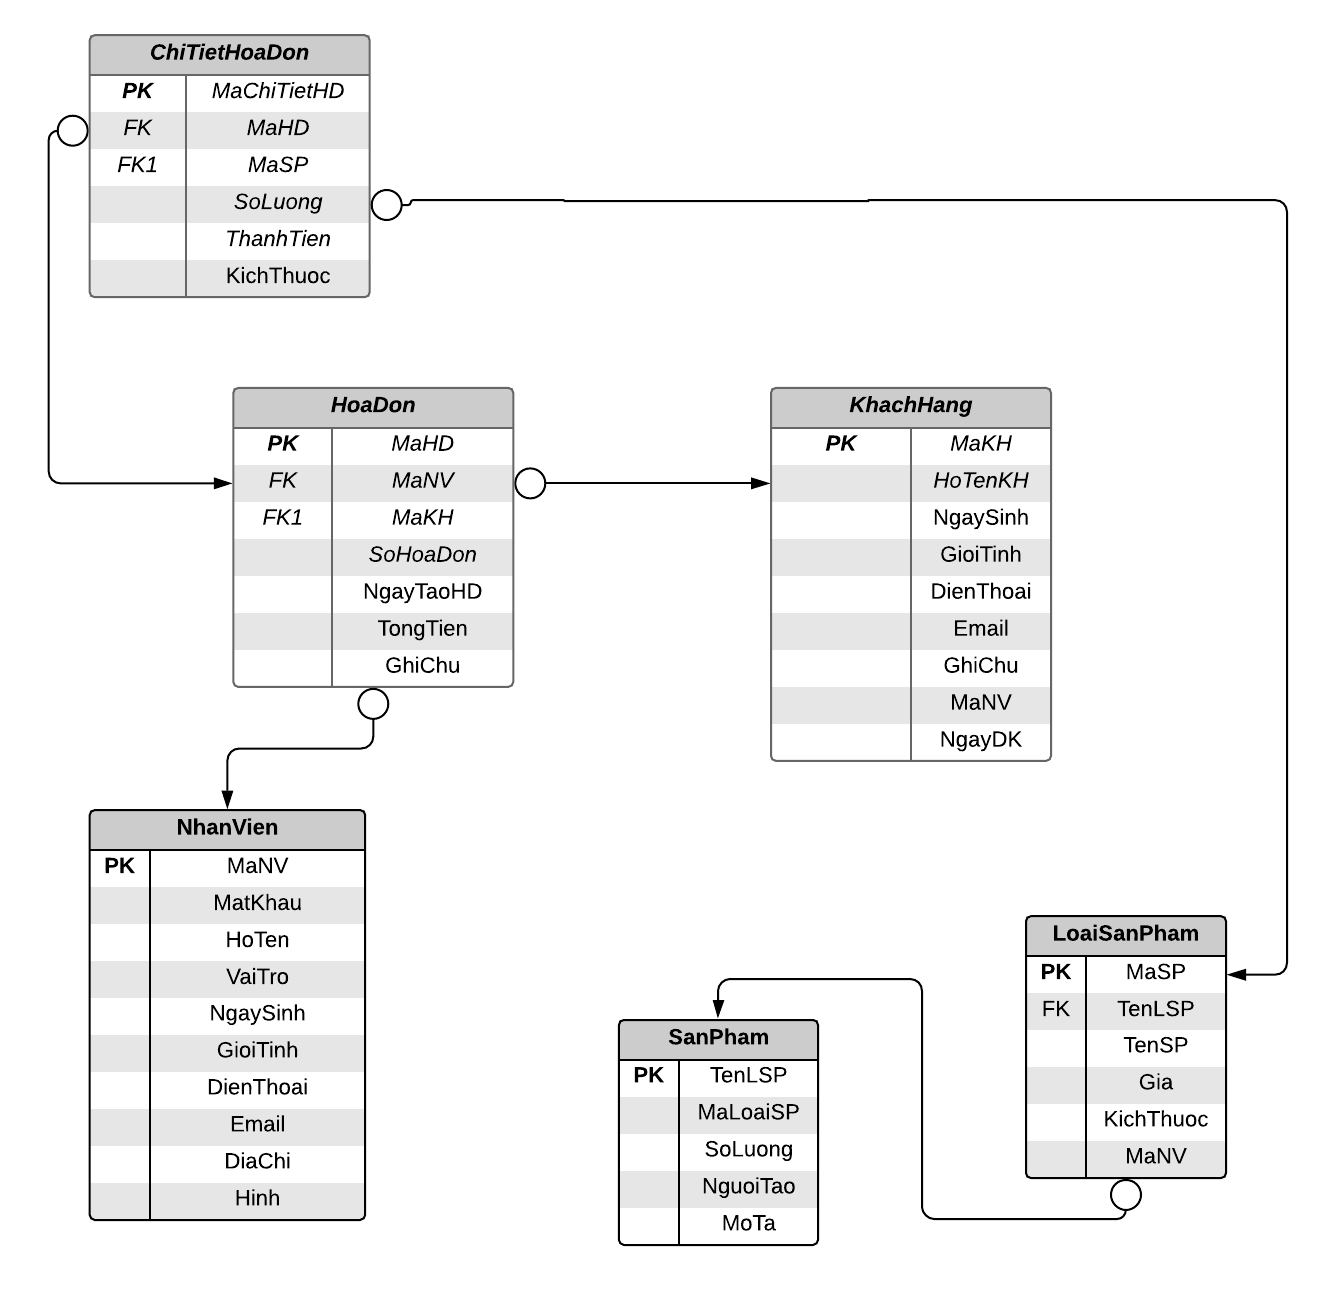 ChiTietHoaDon
PK MaChiTietHD
FK MaHD
FK1 MaSP
SoLuong
ThanhTien
KichThuoc
HoaDon
PK MaHD
FK MaNV
FK1 MaKH
SoHoaDon
NgayTaoHD
TongTien
GhiChu
KhachHang
PK MaKH
HoTenKH
NgaySinh
GioiTinh
DienThoai
Email
GhiChu
MaNV
NgayDK
NhanVien
PK MaNV
MatKhau
HoTen
VaiTro
NgaySinh
GioiTinh
DienThoai
Email
DiaChi
Hinh
SanPham
PK TenLSP
MaLoaiSP
SoLuong
NguoiTao
MoTa
LoaiSanPham
PK MaSP
FK TenLSP
TenSP
Gia
KichThuoc
MaNV